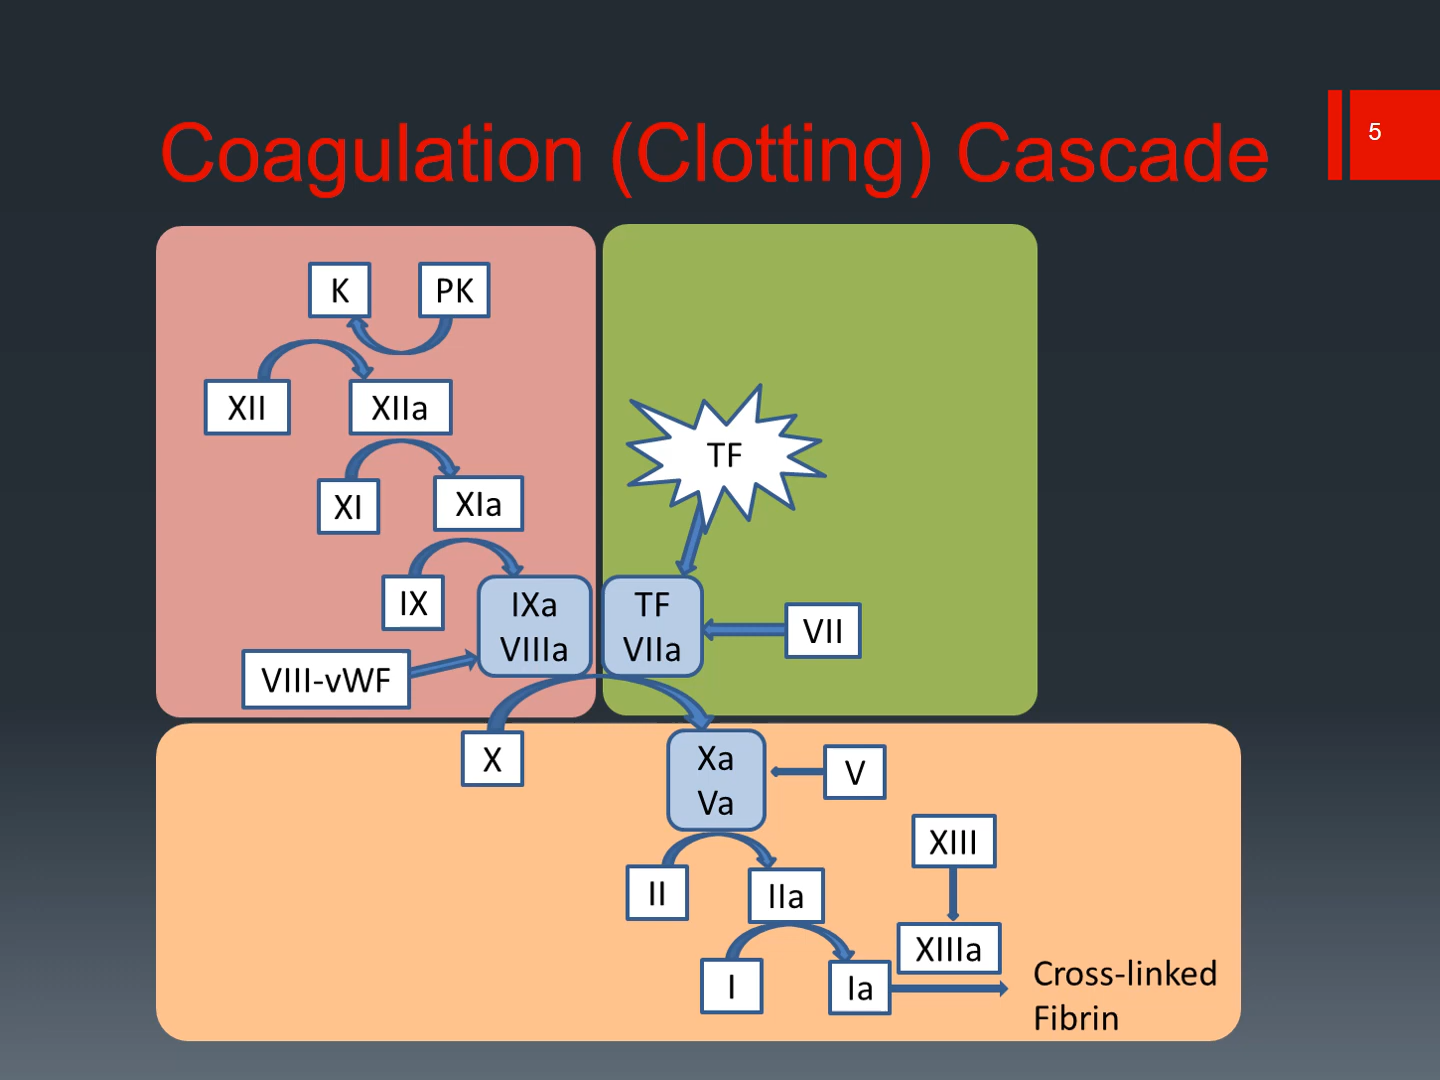 Coagulation (Clotting) Cascade
5
K
PK
XII
XIIa
XI
XIa
IX
IXa
VIIIa
VIII-vWF
TF
TF
VIIa
VII
X
Xa
Va
V
II
IIa
XIII
XIIIa
I
Ia
Cross-linked
Fibrin